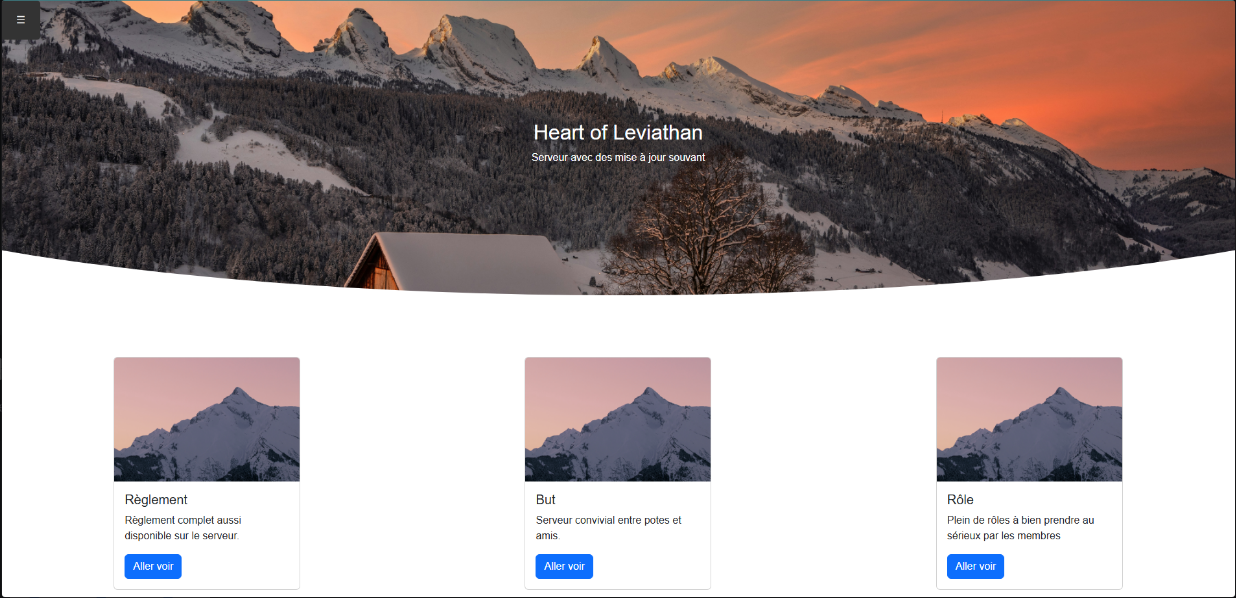 Heart of Leviathan
Serveur avec des mise à jour souvant
Règlement
Règlement complet aussi
disponible sur le serveur.
Aller voir
But
Serveur convivial entre potes et
amis.
Aller voir
Rôle
Plein de rôles à bien prendre au
sérieux par les membres
Aller voir